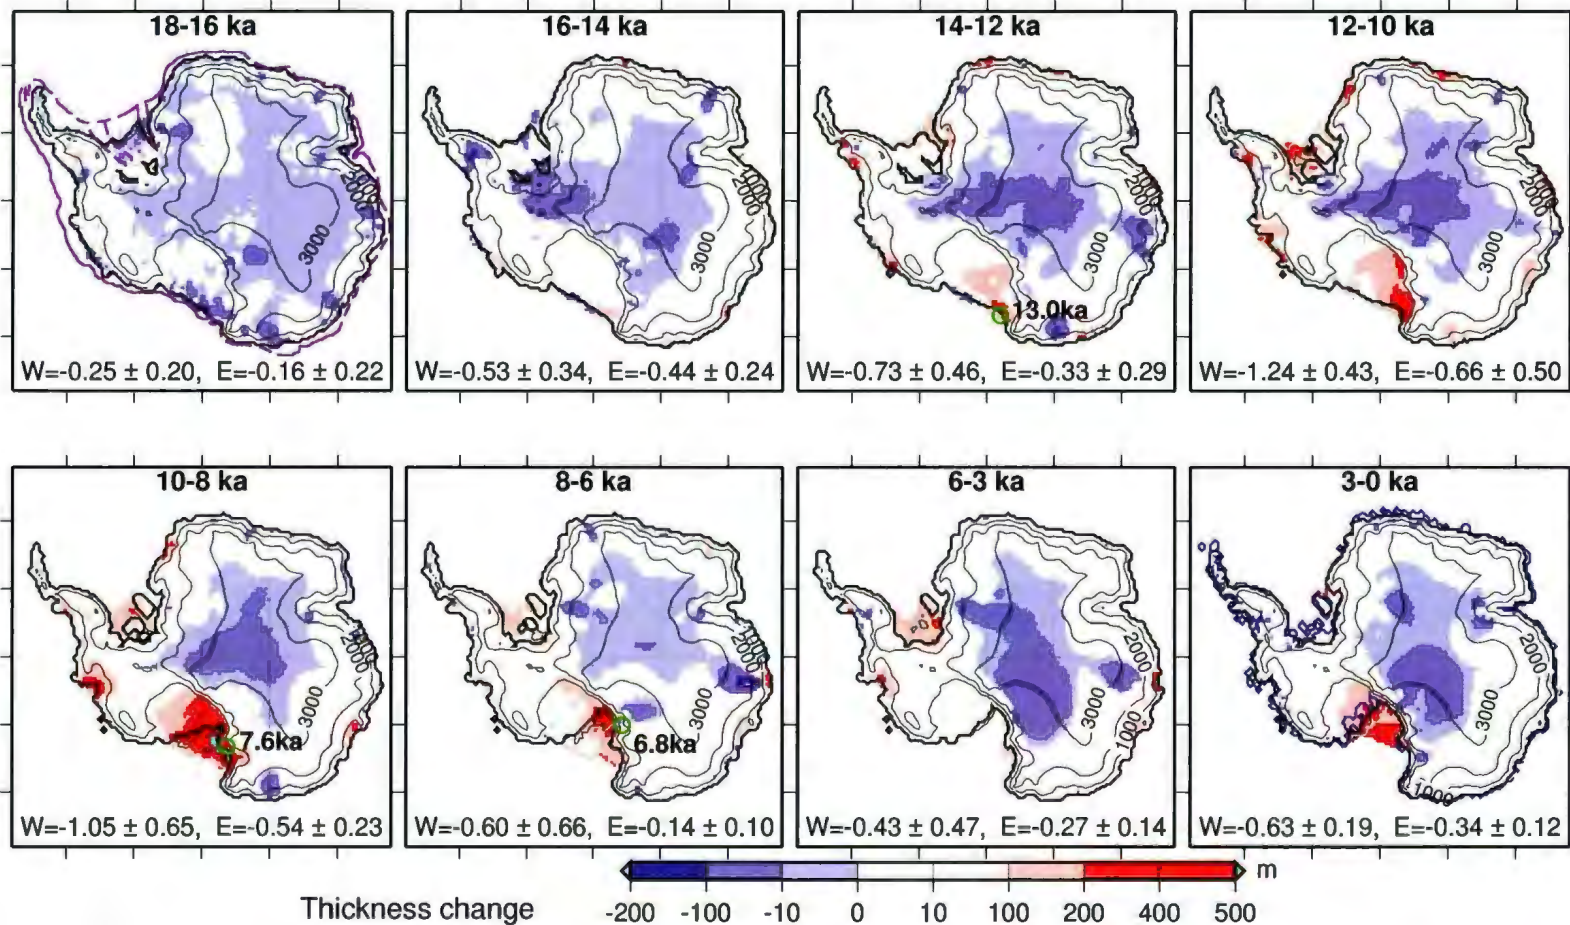 18-16 ka
16-14 ka
14-12 ka
12-10 ka
1000
2000
3000
1000
2000
3000
1000
2000
3000
13.0ka
1000
2000
3000
W=-0.25 ± 0.20, E=-0.16 ± 0.22
W=-0.53 ± 0.34, E=-0.44 ± 0.24
W=-0.73 ± 0.46, E=-0.33 ± 0.29
W=-1.24 ± 0.43, E=-0.66 ± 0.50
10-8 ka
8-6 ka
6-3 ka
3-0 ka
2000
3000
7.6ka
1000
2000
3000
6.8ka
2000
3000
1000
2000
3000
1000
W=-1.05 ± 0.65, E=-0.54 ± 0.23
W=-0.60 ± 0.66, E=-0.14 ± 0.10
W=-0.43 ± 0.47, E=-0.27 ± 0.14
W=-0.63 ± 0.19, E=-0.34 ± 0.12
m
Thickness change
-200 -100 -10 0 10 100 200 400 500